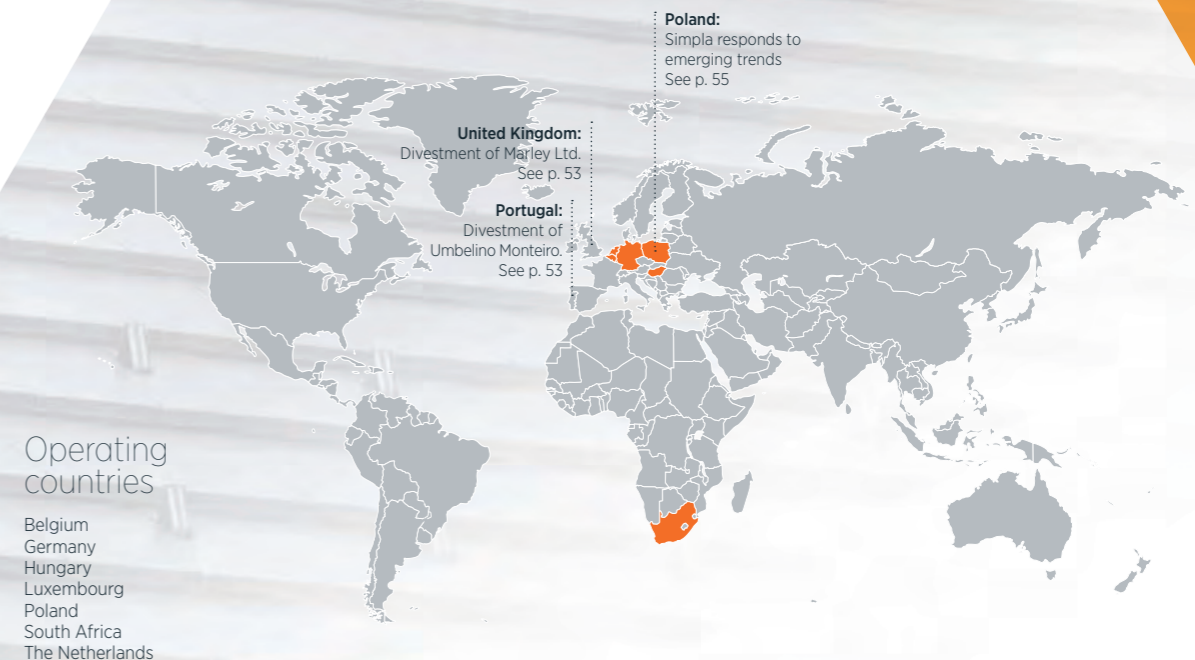 Poland:
Simpla responds to
emerging trends
See p. 55
United Kingdom:
Divestment of Marley Ltd.
See p. 53
Portugal:
Divestment of
Umbelino Monteiro.
See p. 53
Operating
countries
Belgium
Germany
Hungary
Luxembourg
Poland
South Africa
The Netherlands